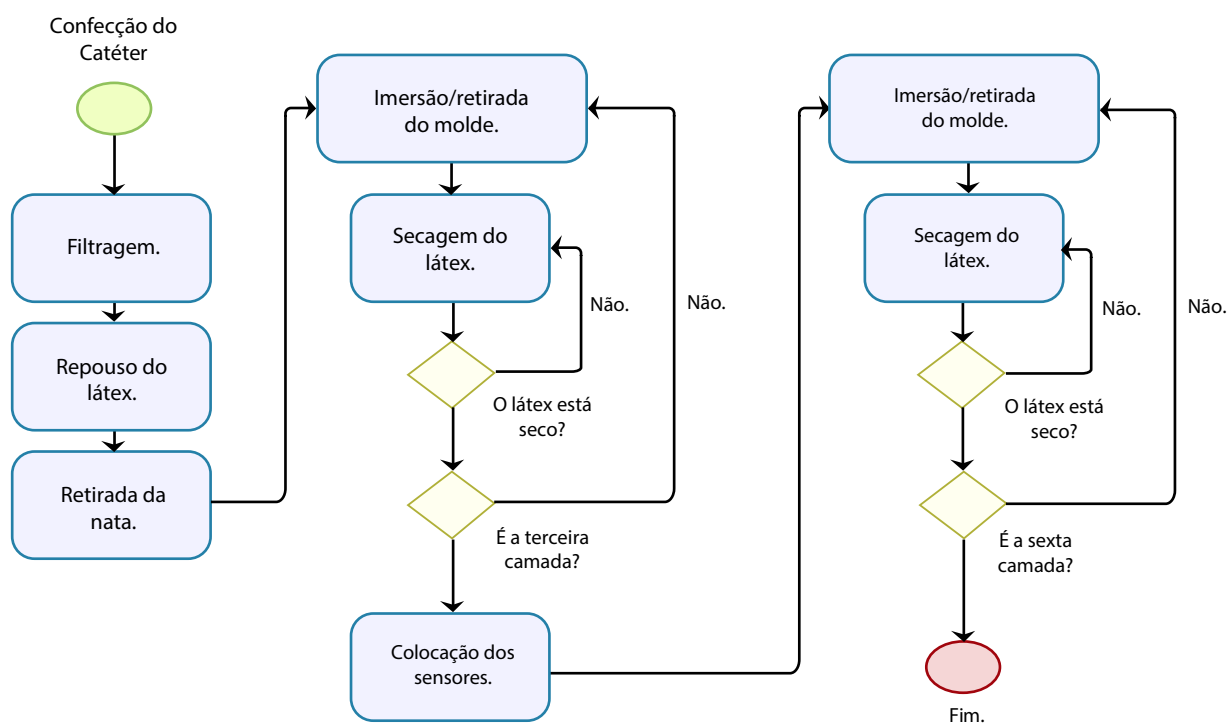 Confecção do
Catéter
Filtragem.
Repouso do
látex.
Retirada da
nata.
Imersão/retirada
do molde.
Secagem do
látex.
Não.
Não.
O látex está
seco?
É a terceira
camada?
Colocação dos
sensores.
Imersão/retirada
do molde.
Secagem do
látex.
Não.
Não.
O látex está
seco?
É a sexta
camada?
Fim.